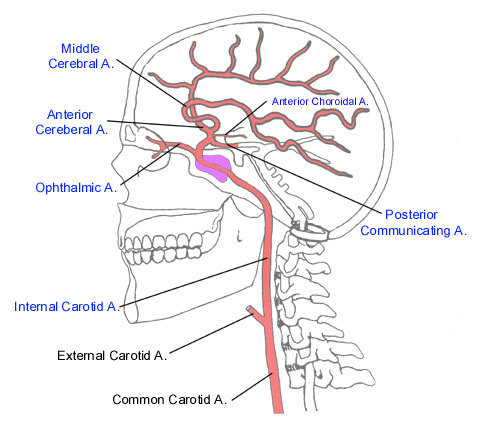 Middle
Cerebral A.
Anterior Choroidal A.
Anterior
Cereberal A.
Ophthalmic A.
Posterior
Communicating A.
Internal Carotid A.
External Carotid A.
Common Carotid A.